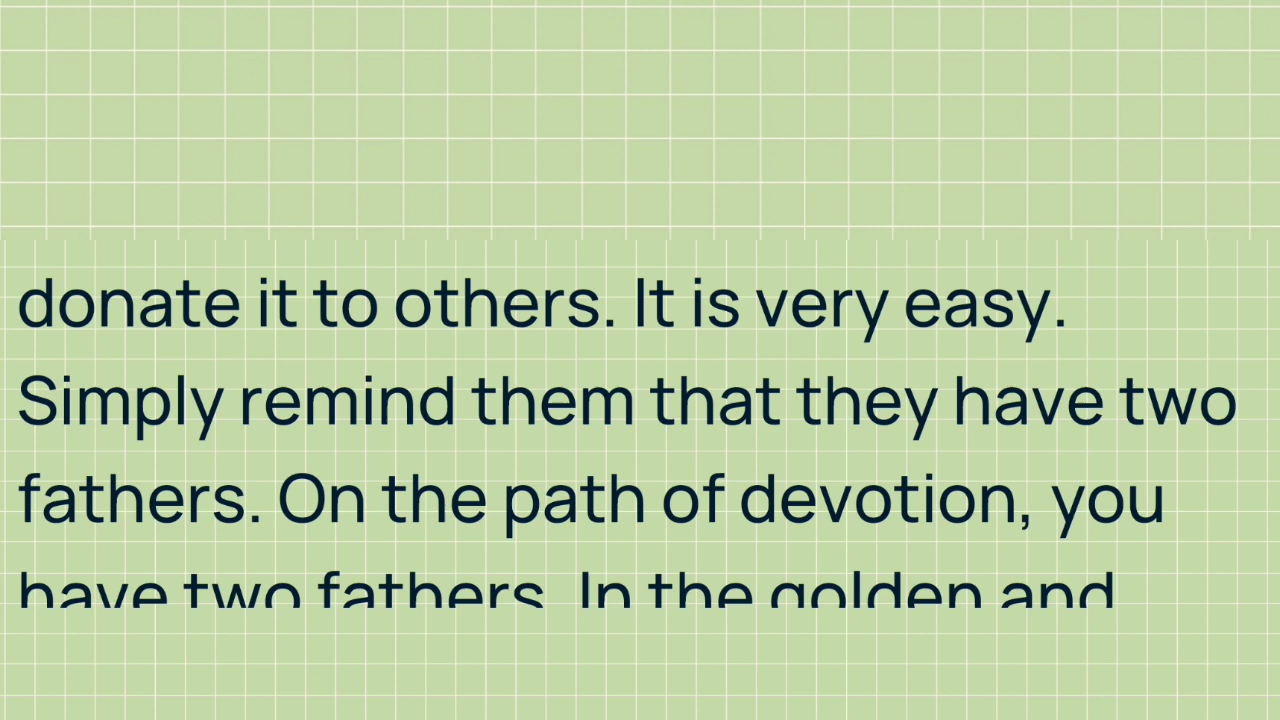 donate it to others. It is very easy.
Simply remind them that they have two
fathers. On the path of devotion, you
have two fathers. In the golden and